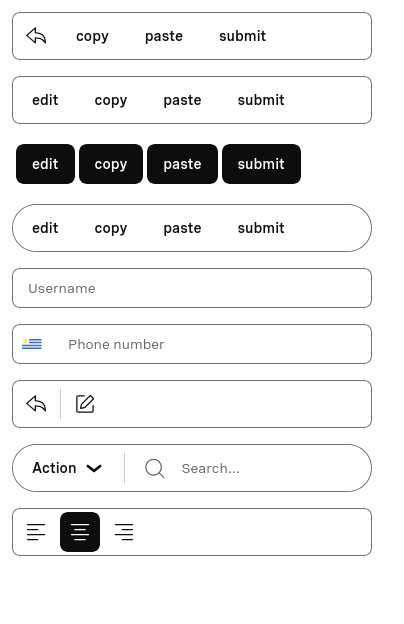 copy paste submit
edit copy paste submit
edit copy paste submit
edit copy paste submit
Username
Phone number
Action Search...